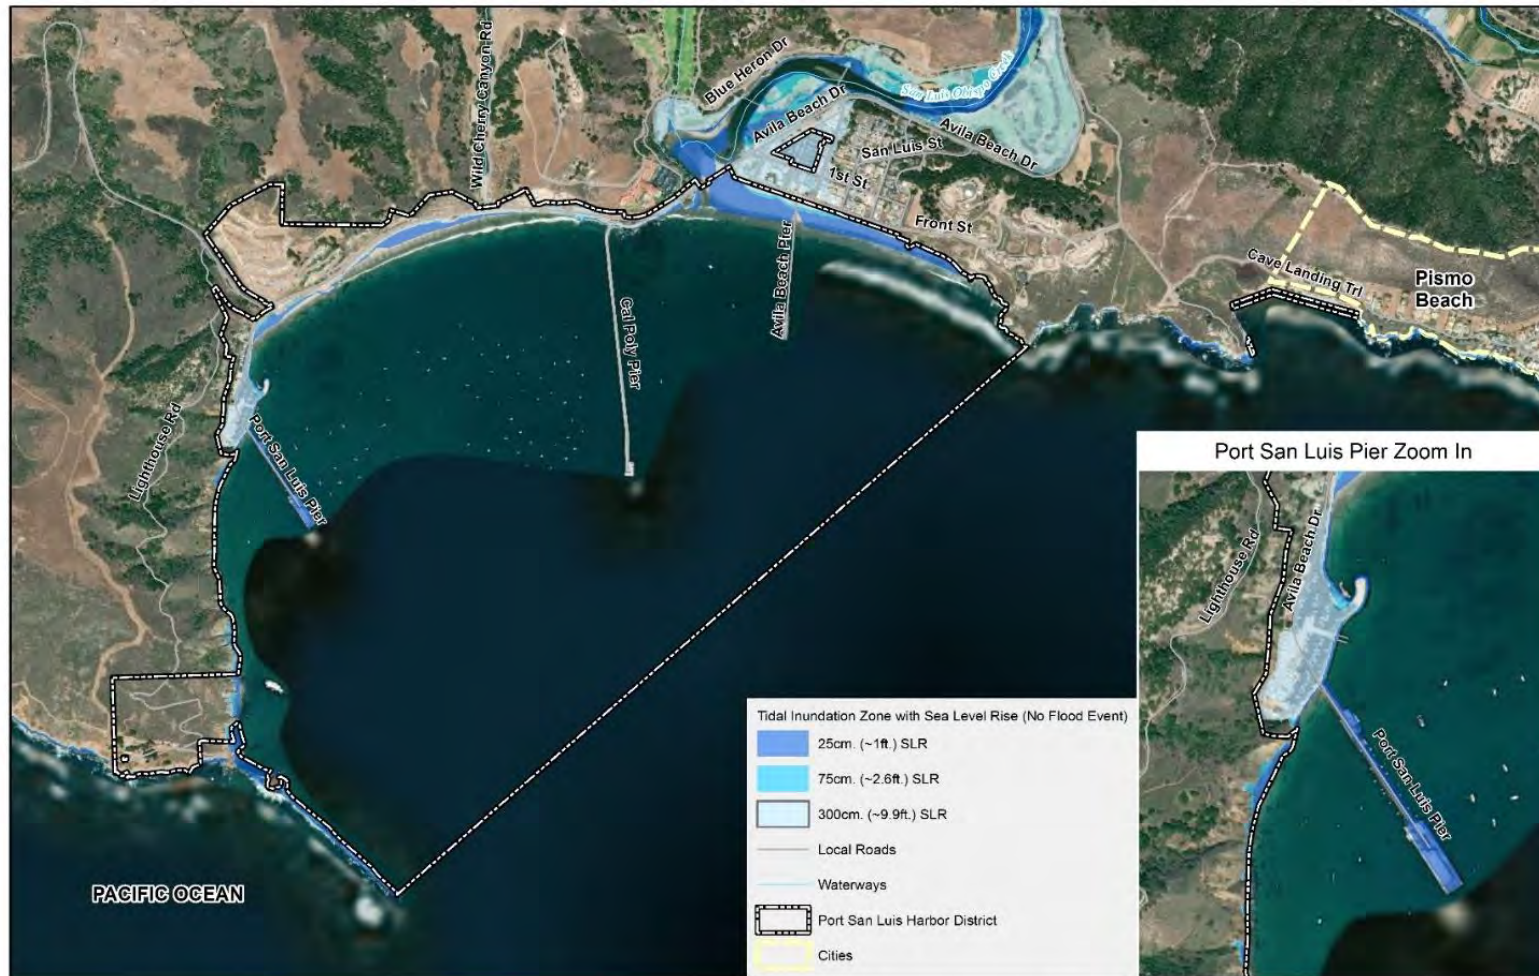 Wild Cherry Canyon Rd
Blue Heron Dr
San Luis Obispo Creek
Avila Beach Dr
Avila Beach Dr
San Luis St
1st St
Front St
Cave Landing Trl
Pismo
Beach
Cal Poly Pier
Avila Beach Pier
Lighthouse Rd
Port San Luis Pier
PACIFIC OCEAN
Tidal Inundation Zone with Sea Level Rise (No Flood Event)
25cm. (~1ft.) SLR
75cm. (~2.6ft.) SLR
300cm. (~9.9ft.) SLR
Local Roads
Waterways
Port San Luis Harbor District
Cities
Port San Luis Pier Zoom In
Lighthouse Rd
Avila Beach Dr
Port San Luis Pier